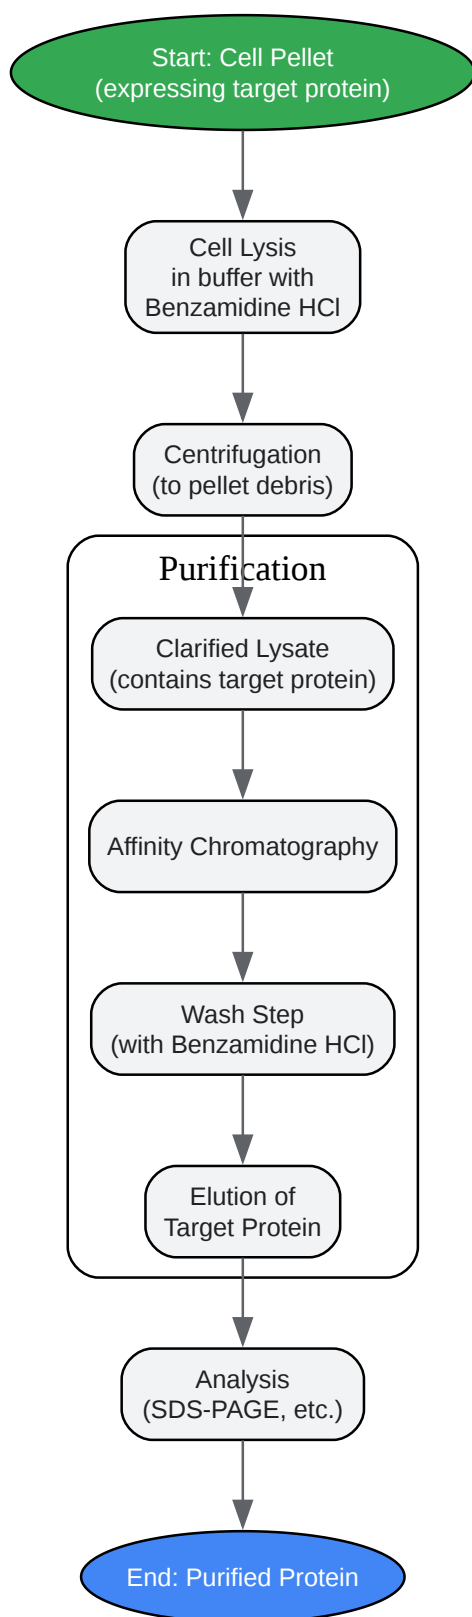 Start: Cell Pellet
(expressing target protein)
Cell Lysis
in buffer with
Benzamidine HCl
Centrifugation
(to pellet debris)
Purification
Clarified Lysate
(contains target protein)
Affinity Chromatography
Wash Step
(with Benzamidine HCl)
Elution of
Target Protein
Analysis
(SDS-PAGE, etc.)
End: Purified Protein